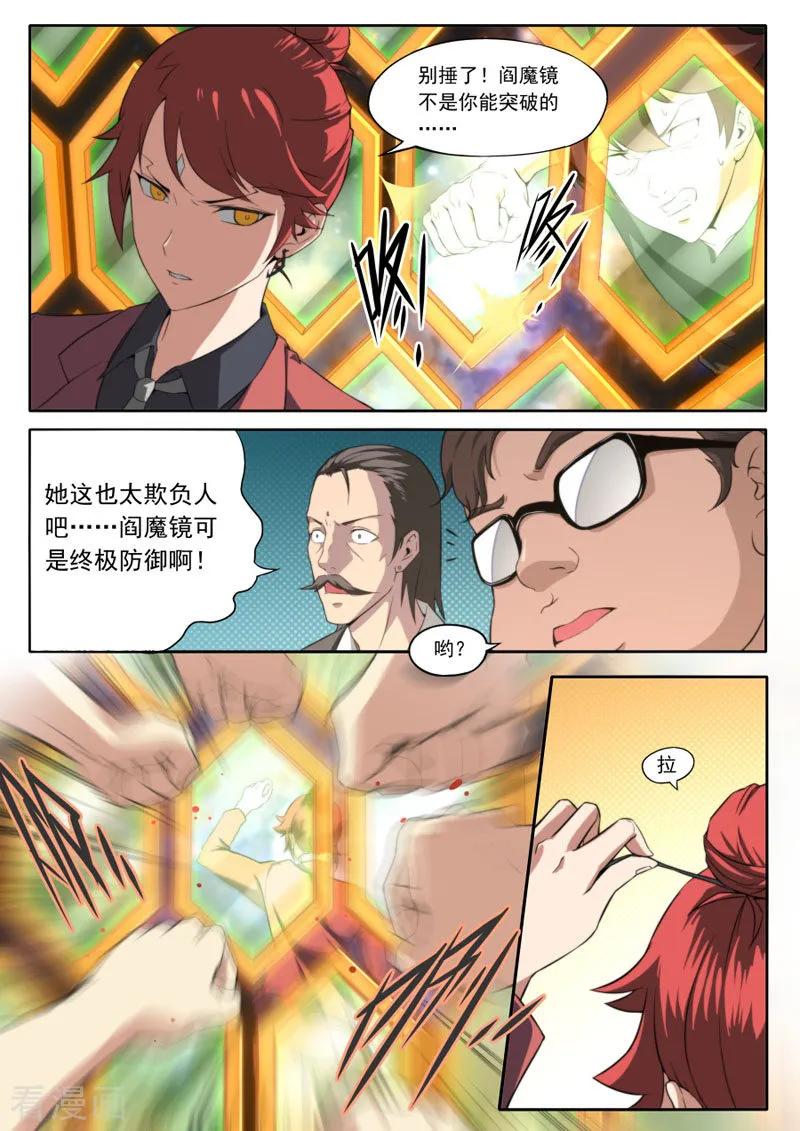 别捶了！阎魔镜
不是你能突破的
……
咚
咚
她这也太欺负人
吧……阎魔镜可
是终极防御啊！
哟？
拉
看漫画